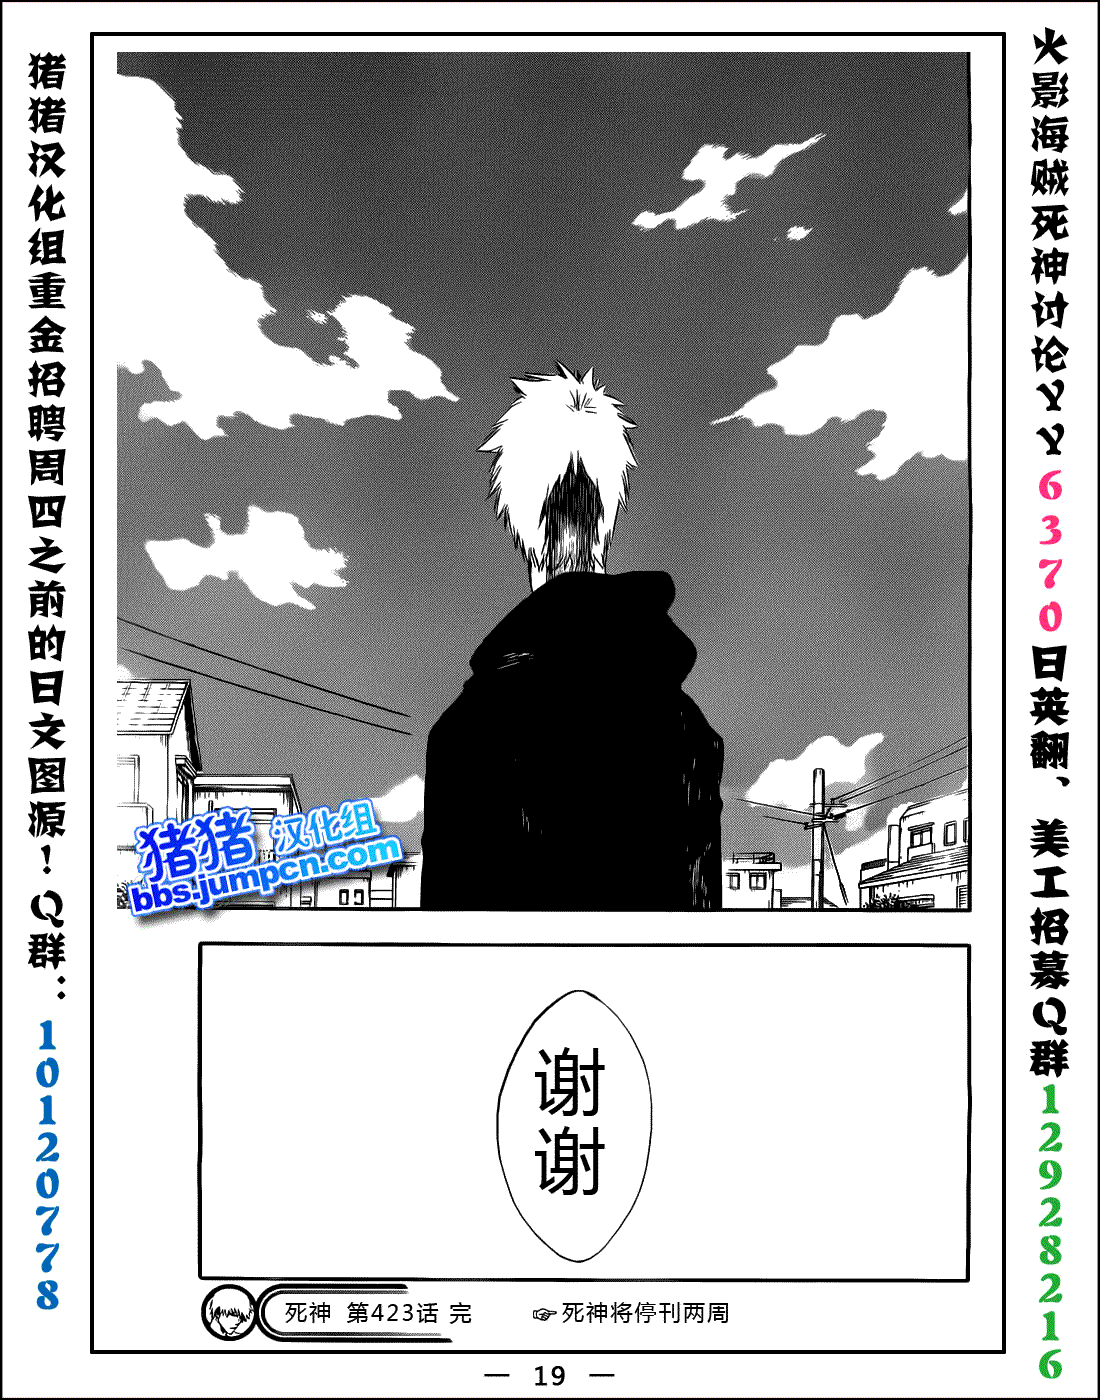 猪猪汉化组重金招聘周四之前的日文图源！Q群：10120778
火影海贼死神讨论YY6370日英翻、美工招募Q群12928216
猪猪汉化组
bbs.jumpcn.com
谢谢
死神 第423话 完 ☞死神将停刊两周
— 19 —